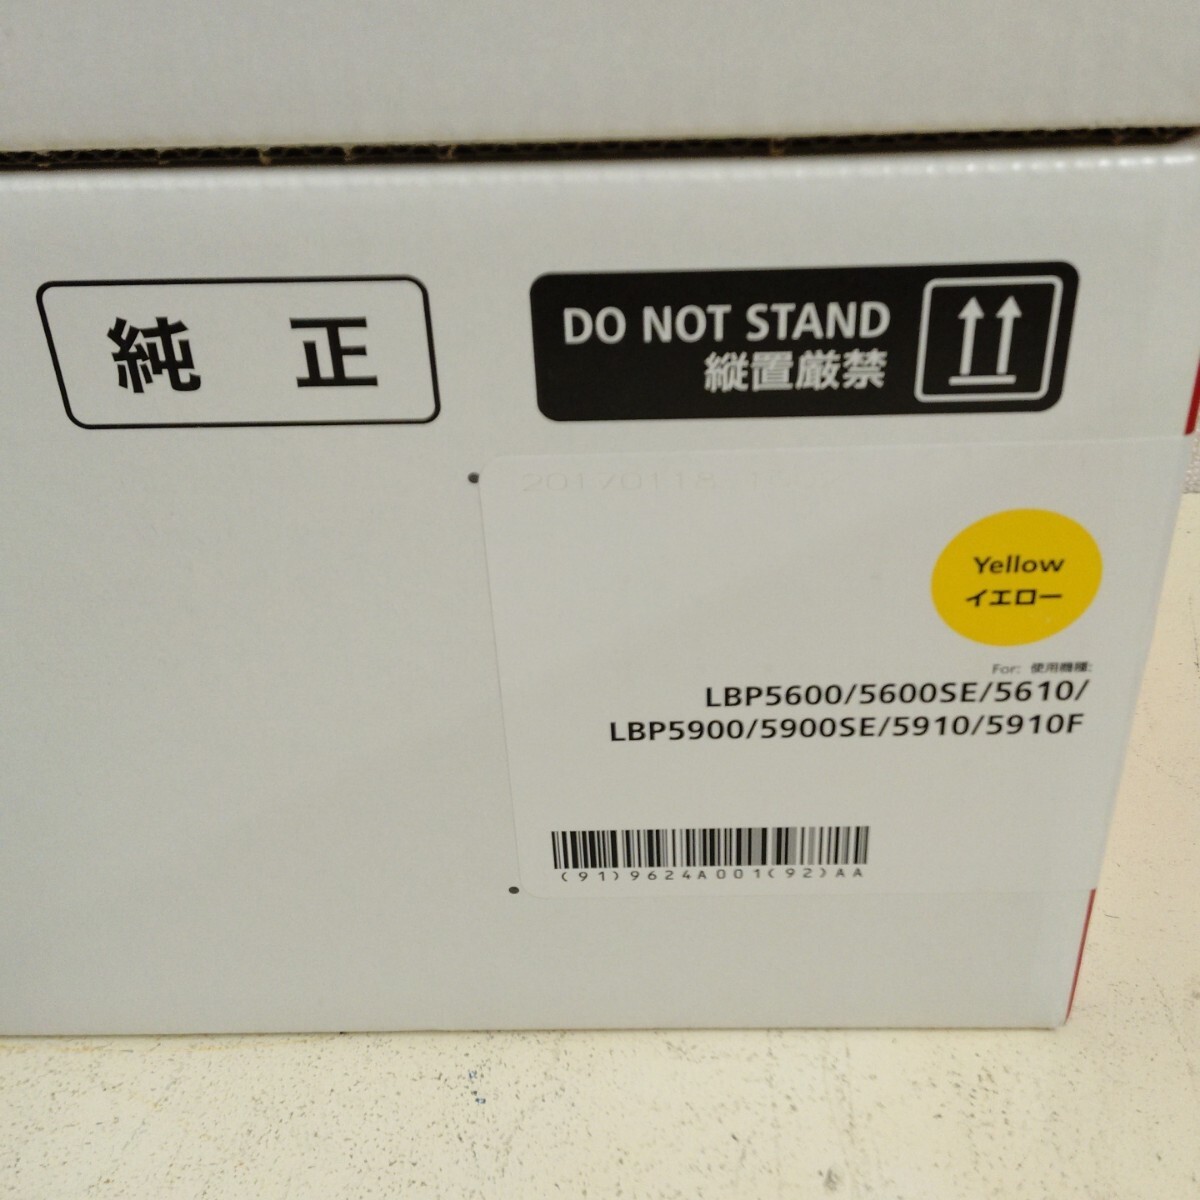 純 正
DO NOT STAND
縦置厳禁
20170118
Yellow
イエロー
For: 使用機種:
LBP5600/5600SE/5610/
LBP5900/5900SE/5910/5910F
(91)9624A001(92)AA